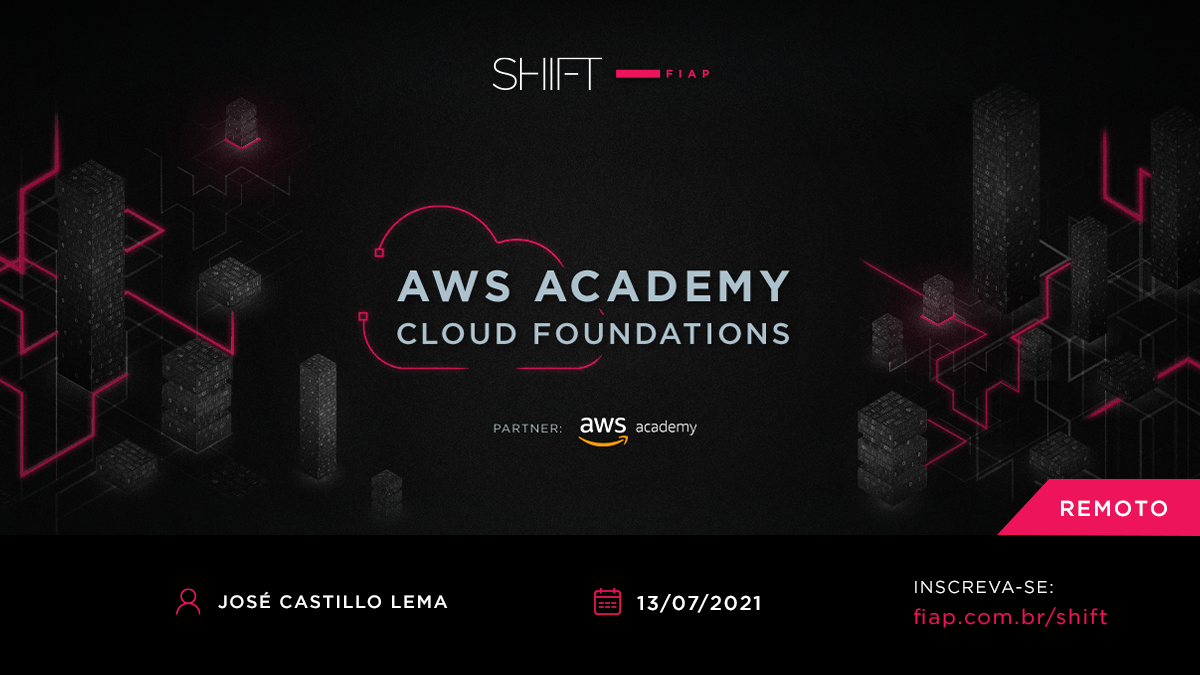 SHIFT FIAP
AWS ACADEMY
CLOUD FOUNDATIONS
PARTNER: aws academy
REMOTO
JOSÉ CASTILLO LEMA
13/07/2021
INSCREVA-SE:
fiap.com.br/shift